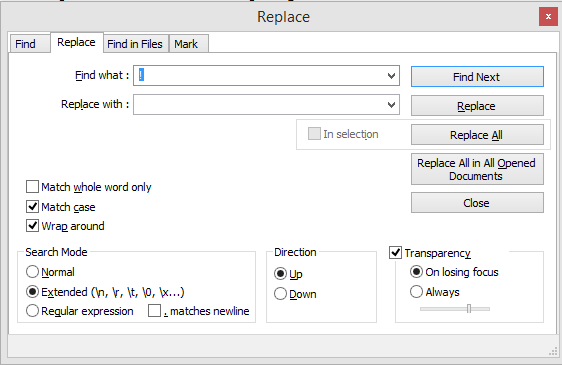 Replace
x
Find
Replace
Find in Files
Mark
Find what :
!
Find Next
Replace with :
Replace
In selection
Replace All
Replace All in All Opened
Documents
Match whole word only
Match case
Close
Wrap around
Search Mode
Direction
Transparency
Normal
Up
On losing focus
Extended (\n, \r, \t, \0, \x...)
Down
Always
Regular expression
. matches newline